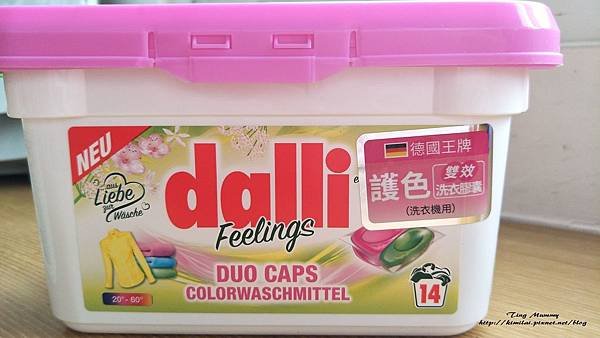 NEU
aus
Liebe
zur
Wäsche
dalli
Feelings
DUO CAPS
COLORWASCHMITTEL
20° - 60°
14
德國王牌
護色
雙效
洗衣膠囊
(洗衣機用)
Ting Mammy
http://kimilai.pixnet.net/blog